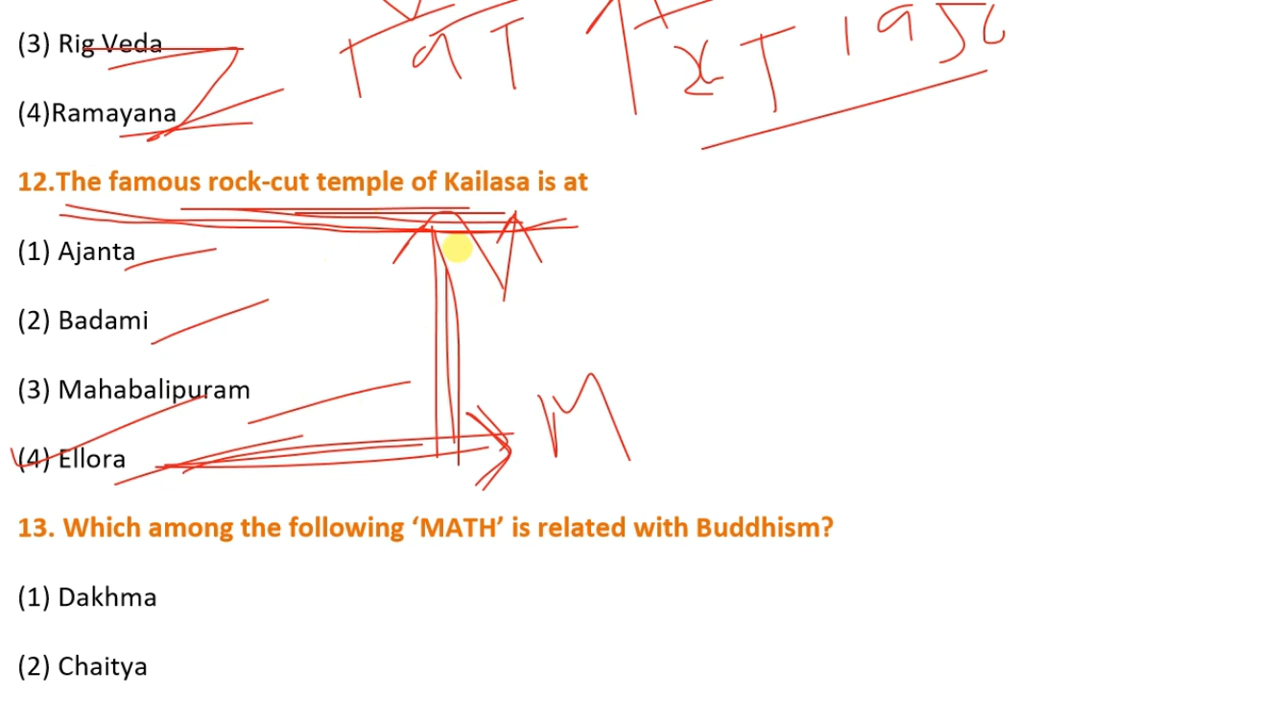 (3) Rig Veda
(4)Ramayana
12.The famous rock-cut temple of Kailasa is at
(1) Ajanta
(2) Badami
(3) Mahabalipuram
(4) Ellora
M
13. Which among the following ‘MATH’ is related with Buddhism?
(1) Dakhma
(2) Chaitya